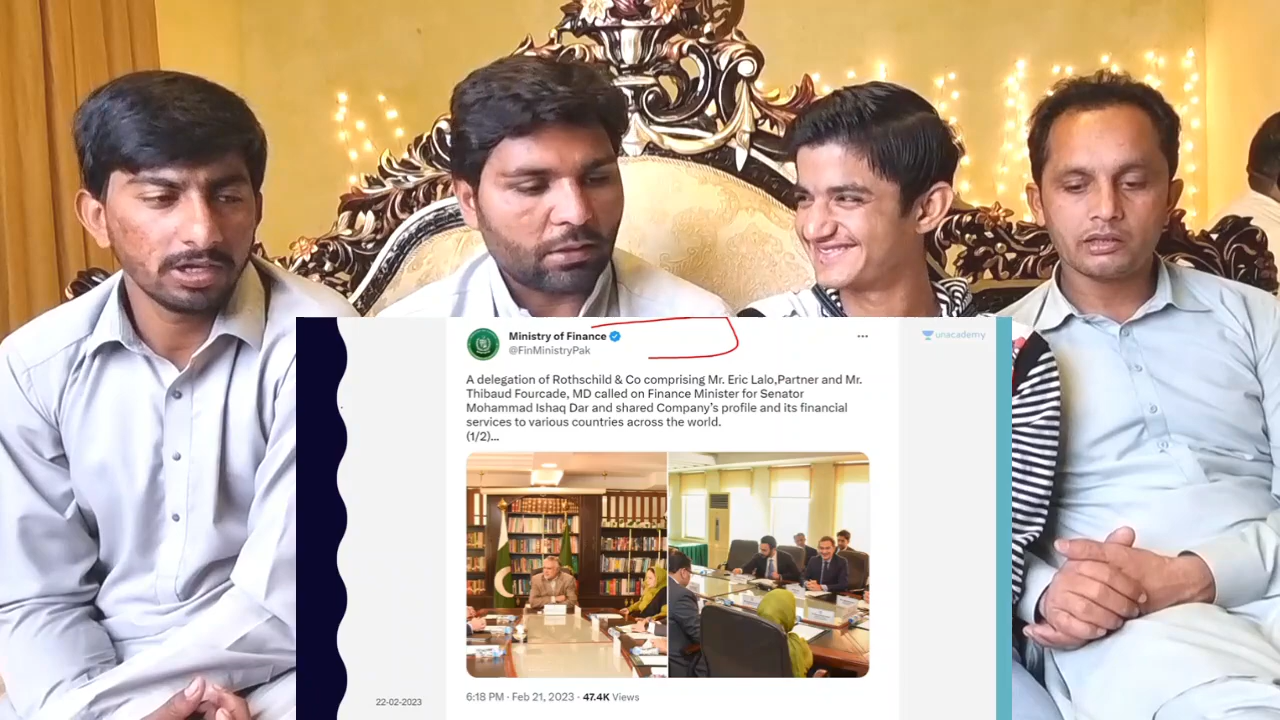 Ministry of Finance
@FinMinistryPak
unacademy
A delegation of Rothschild & Co comprising Mr. Eric Lalo,Partner and Mr.
Thibaud Fourcade, MD called on Finance Minister for Senator
Mohammad Ishaq Dar and shared Company's profile and its financial
services to various countries across the world.
(1/2)...
6:18 PM · Feb 21, 2023 · 47.4K Views
22-02-2023